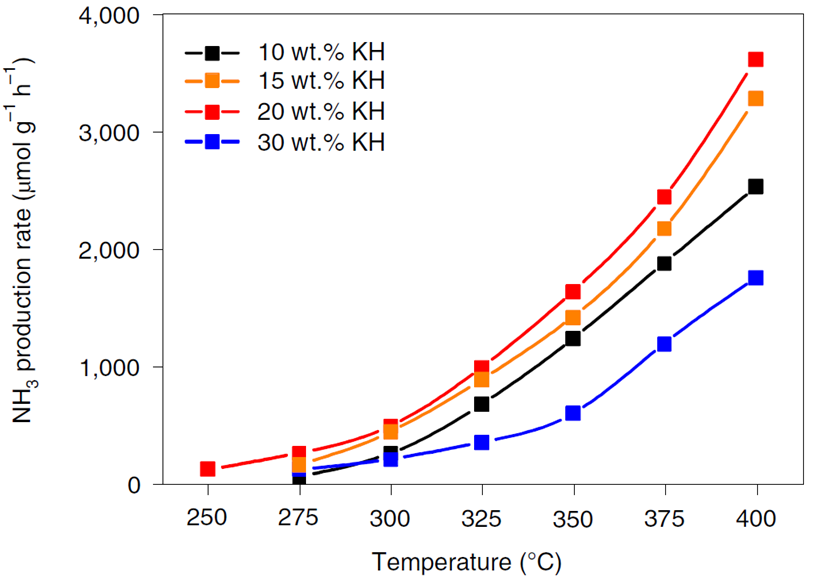 4,000
3,000
2,000
1,000
0
NH₃ production rate (μmol g⁻¹ h⁻¹)
10 wt.% KH
15 wt.% KH
20 wt.% KH
30 wt.% KH
250 275 300 325 350 375 400
Temperature (°C)